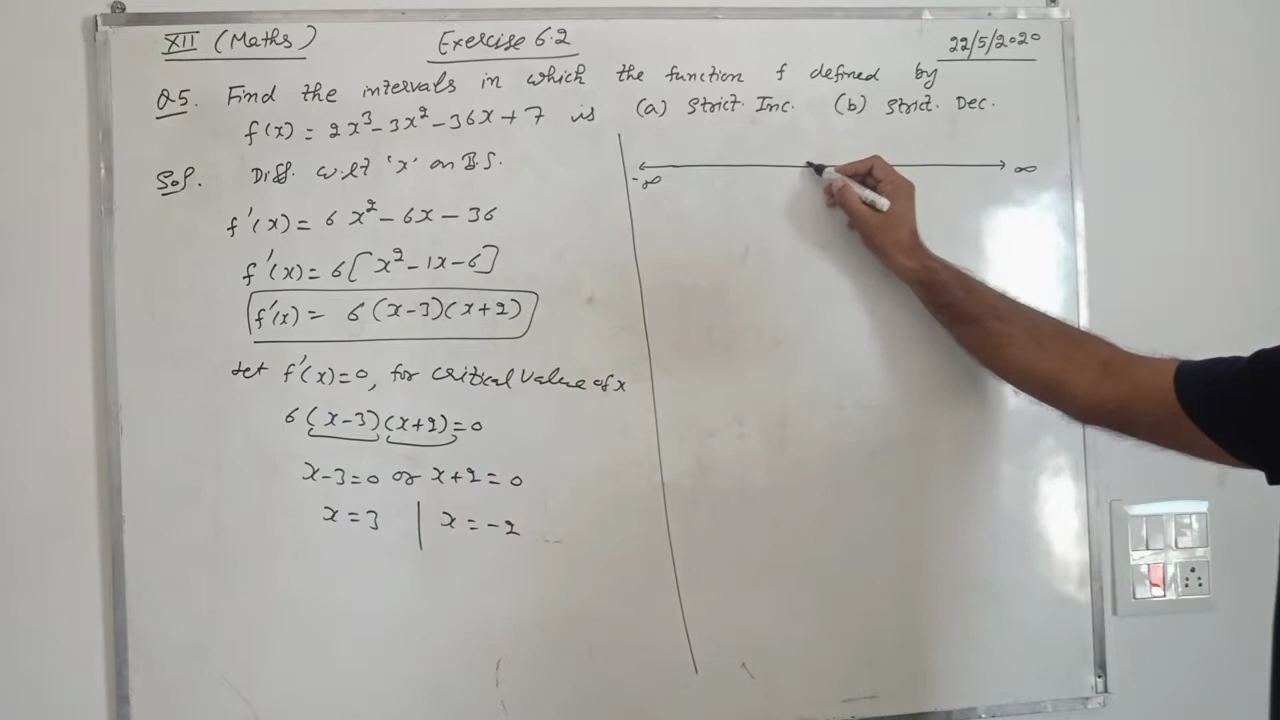 XII (Maths) Exercise 6.2 22/5/2020
Q5. Find the intervals in which the function f defined by
f(x) = 2x³-3x²-36x+7 is (a) Strict. Inc. (b) Strict. Dec.
Sol. Diff. w.r.t 'x' on B.S.
f'(x) = 6x²-6x-36
f'(x) = 6[x²-1x-6]
f'(x) = 6(x-3)(x+2)
Let f'(x)=0, for critical value of x
6(x-3)(x+2)=0
x-3=0 or x+2=0
x=3 | x=-2
-∞ ∞